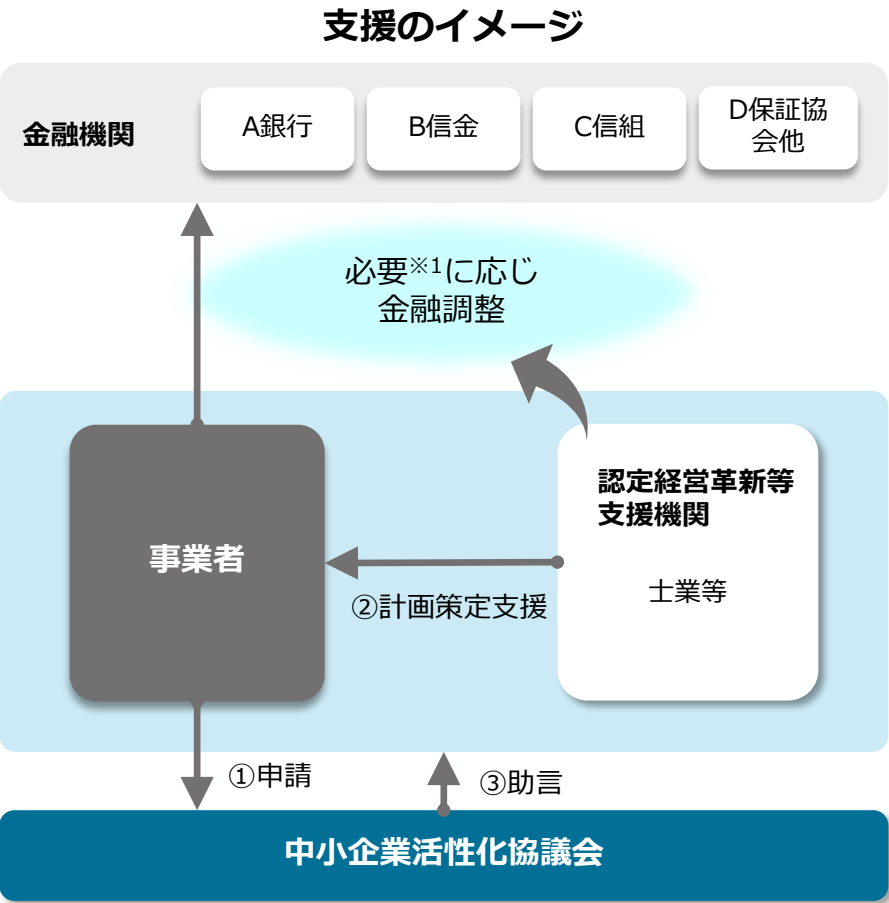 支援のイメージ
金融機関
A銀行
B信金
C信組
D保証協
会他
必要※1に応じ
金融調整
認定経営革新等
支援機関
士業等
事業者
②計画策定支援
①申請
③助言
中小企業活性化協議会